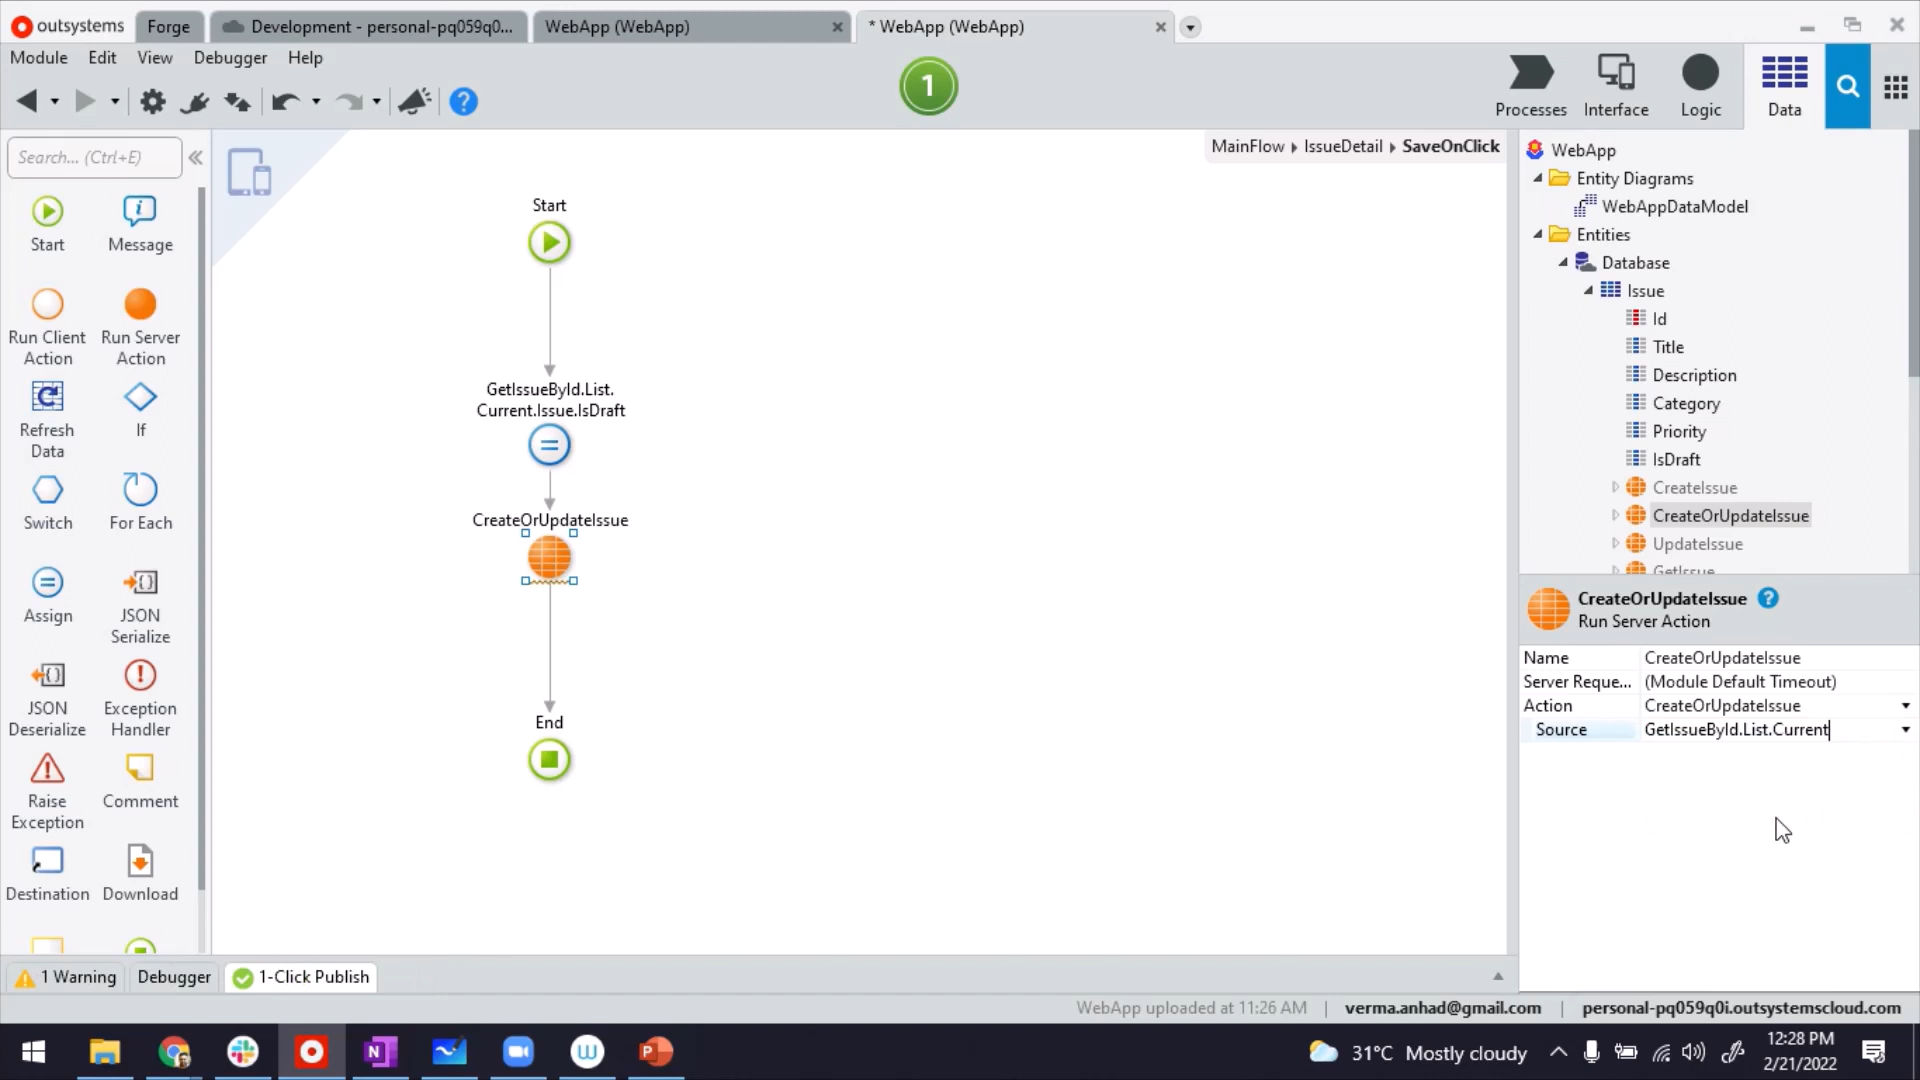 outsystems
Forge
Development - personal-pq059q0...
WebApp (WebApp)
* WebApp (WebApp)
Module Edit View Debugger Help
1
Processes
Interface
Logic
Data
Search... (Ctrl+E)
Start
Message
Run Client
Action
Run Server
Action
Refresh
Data
If
Switch
For Each
Assign
JSON
Serialize
JSON
Deserialize
Exception
Handler
Raise
Exception
Comment
Destination
Download
MainFlow IssueDetail SaveOnClick
Start
GetIssueById.List.
Current.Issue.IsDraft
CreateOrUpdateIssue
End
WebApp
Entity Diagrams
WebAppDataModel
Entities
Database
Issue
Id
Title
Description
Category
Priority
IsDraft
CreateIssue
CreateOrUpdateIssue
UpdateIssue
GetIssue
CreateOrUpdateIssue
Run Server Action
Name CreateOrUpdateIssue
Server Reque... (Module Default Timeout)
Action CreateOrUpdateIssue
Source GetIssueById.List.Current
1 Warning
Debugger
1-Click Publish
WebApp uploaded at 11:26 AM | verma.anhad@gmail.com | personal-pq059q0i.outsystemscloud.com
31°C Mostly cloudy
12:28 PM
2/21/2022